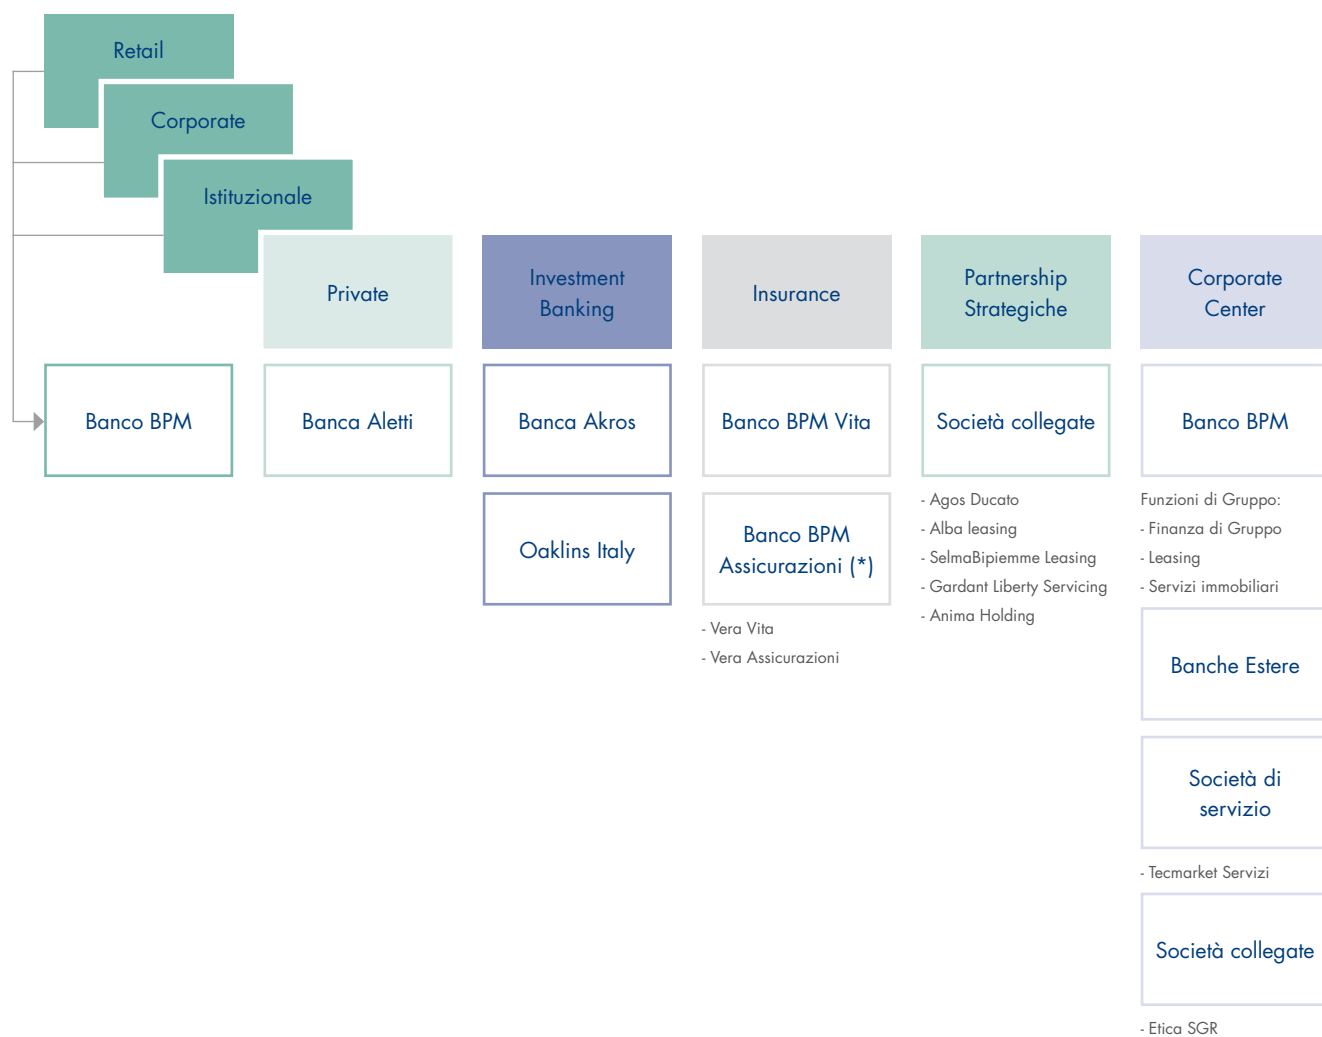 Retail
Corporate
Istituzionale
Private
Investment
Banking
Insurance
Partnership
Strategiche
Corporate
Center
Banco BPM
Banca Aletti
Banca Akros
Banco BPM Vita
Società collegate
Banco BPM
Oaklins Italy
Banco BPM
Assicurazioni (*)
- Vera Vita
- Vera Assicurazioni
- Agos Ducato
- Alba leasing
- SelmaBipiemme Leasing
- Gardant Liberty Servicing
- Anima Holding
Funzioni di Gruppo:
- Finanza di Gruppo
- Leasing
- Servizi immobiliari
Banche Estere
Società di
servizio
- Tecmarket Servizi
Società collegate
- Etica SGR